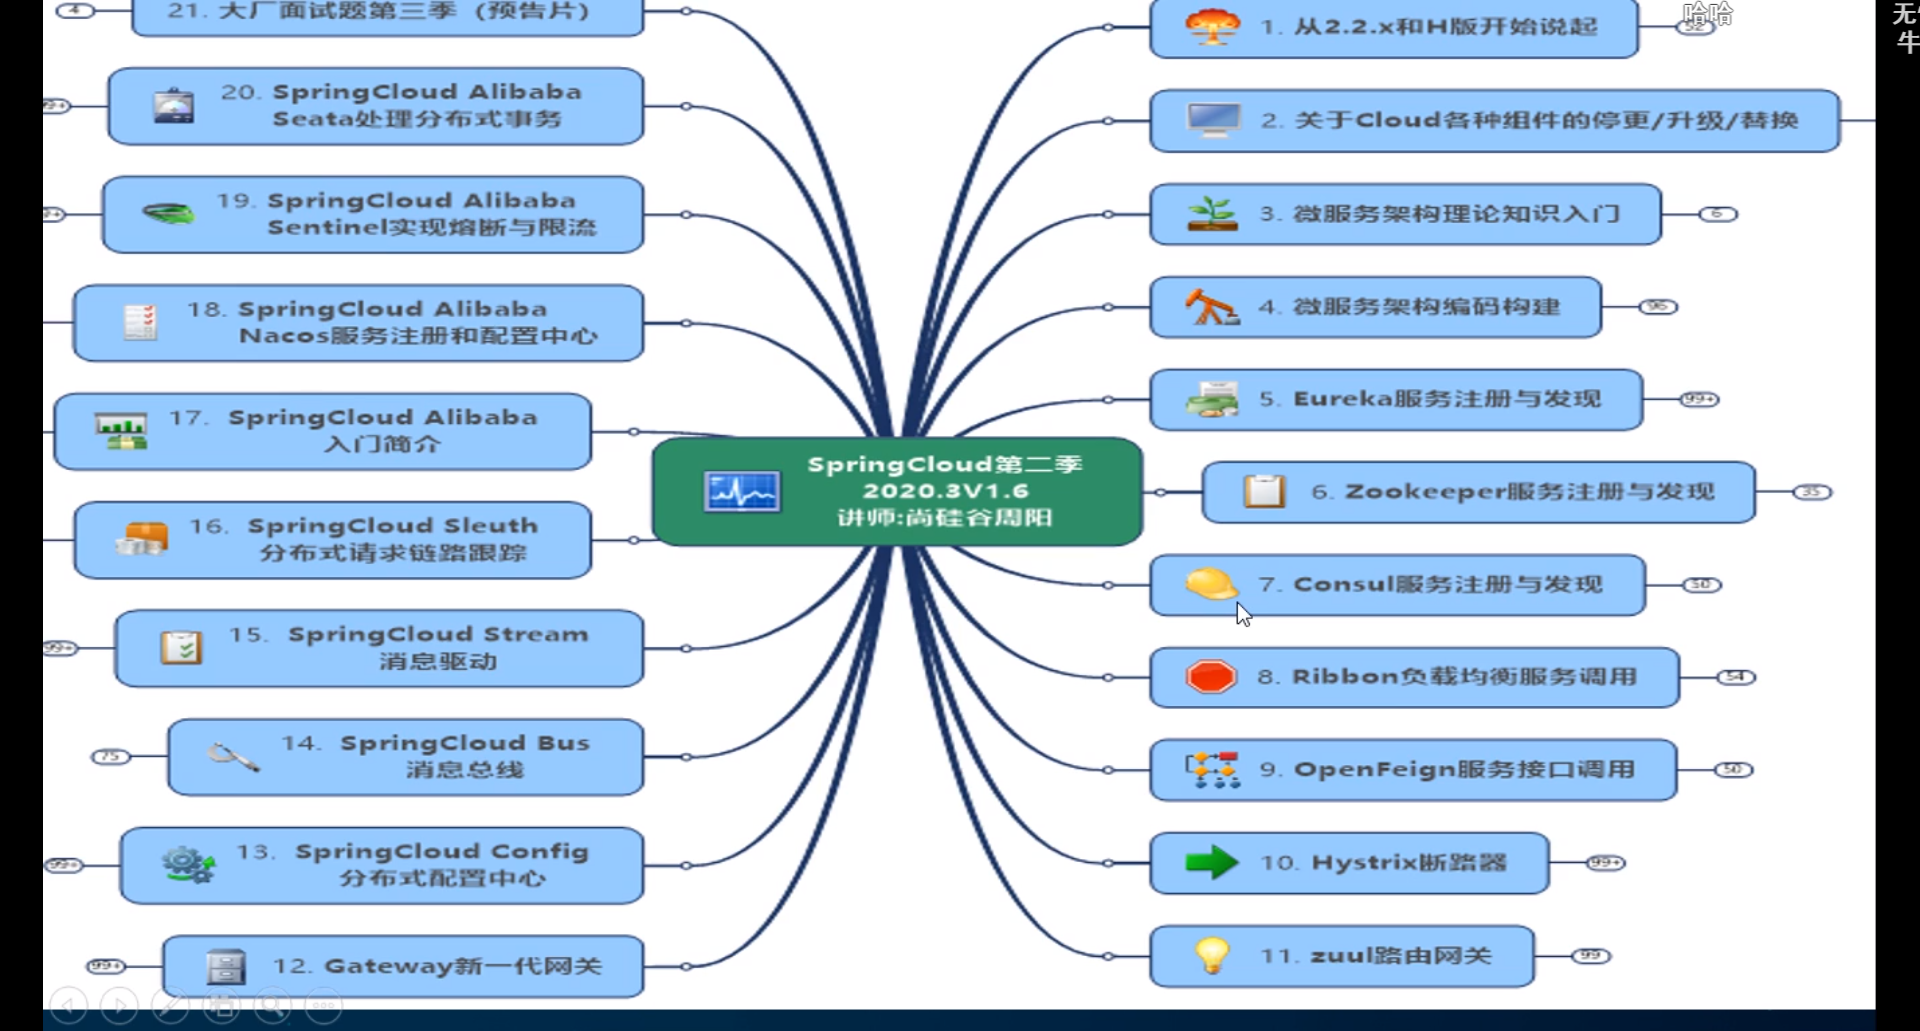 SpringCloud第二季
2020.3V1.6
讲师:尚硅谷周阳
1. 从2.2.x和H版开始说起
52
2. 关于Cloud各种组件的停更/升级/替换
3. 微服务架构理论知识入门
6
4. 微服务架构编码构建
96
5. Eureka服务注册与发现
99+
6. Zookeeper服务注册与发现
35
7. Consul服务注册与发现
50
8. Ribbon负载均衡服务调用
54
9. OpenFeign服务接口调用
50
10. Hystrix断路器
99+
11. zuul路由网关
99
12. Gateway新一代网关
99+
13. SpringCloud Config
分布式配置中心
99+
14. SpringCloud Bus
消息总线
75
15. SpringCloud Stream
消息驱动
99+
16. SpringCloud Sleuth
分布式请求链路跟踪
17. SpringCloud Alibaba
入门简介
18. SpringCloud Alibaba
Nacos服务注册和配置中心
19. SpringCloud Alibaba
Sentinel实现熔断与限流
20. SpringCloud Alibaba
Seata处理分布式事务
21. 大厂面试题第三季 (预告片)
4
哈哈
无
牛